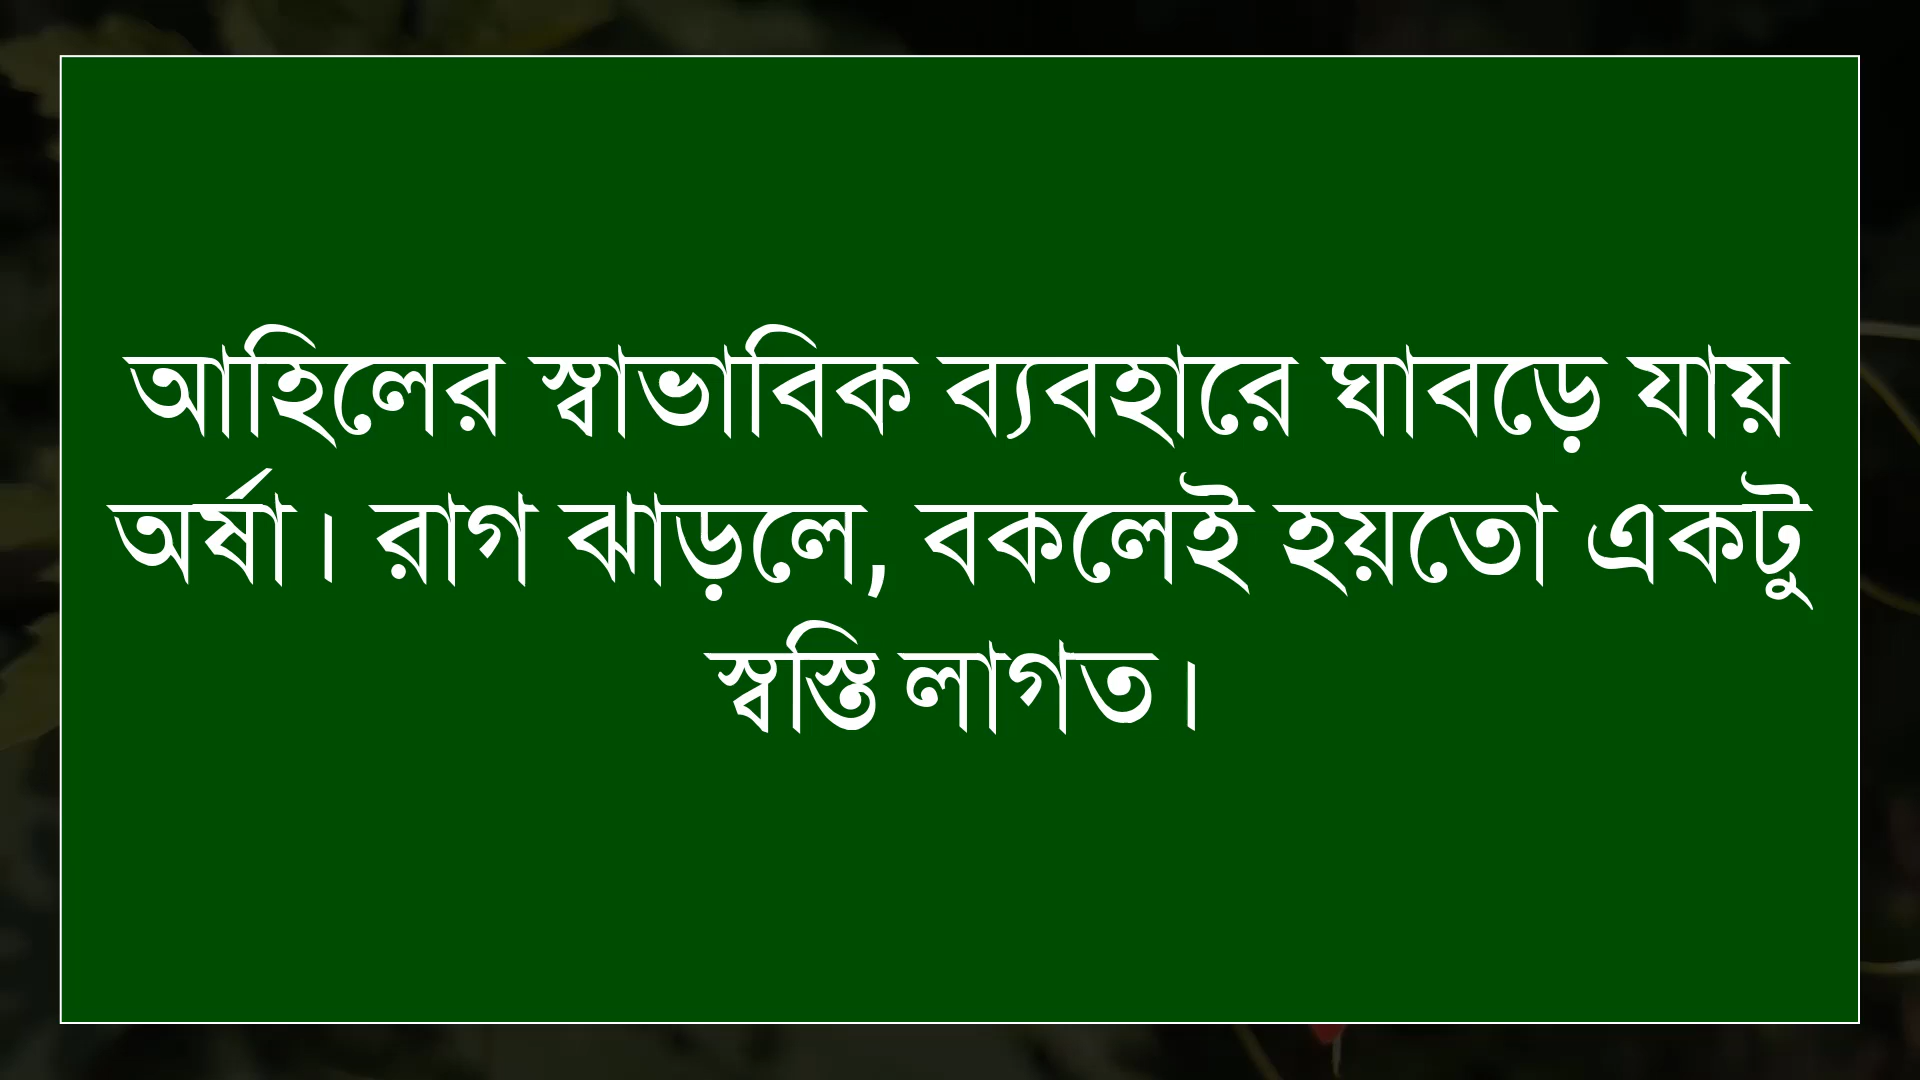 আহিলের স্বাভাবিক ব্যবহারে ঘাবড়ে যায়
অর্ষা। রাগ ঝাড়লে, বকলেই হয়তো একটু
স্বস্তি লাগত।